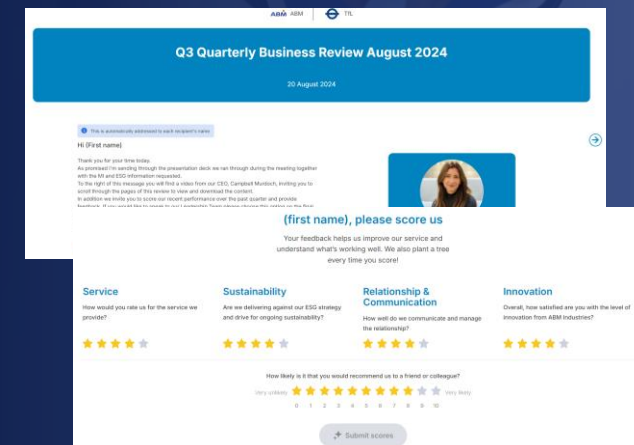 ABM ABM TfL
Q3 Quarterly Business Review August 2024
20 August 2024
This is automatically addressed to each recipient's name
Hi (First name)
Thank you for your time today.
As promised I'm sending through the presentation deck we ran through during the meeting together
with the MI and ESG information requested.
To the right of this message you will find a video from our CEO, Campbell Murdoch, inviting you to
scroll through the pages of this review to view and download the content.
In addition we invite you to score our recent performance over the past quarter and provide
(first name), please score us
Your feedback helps us improve our service and
understand what's working well. We also plant a tree
every time you score!
Service
How would you rate us for the service we
provide?
Sustainability
Are we delivering against our ESG strategy
and drive for ongoing sustainability?
Relationship &
Communication
How well do we communicate and manage
the relationship?
Innovation
Overall, how satisfied are you with the level of
innovation from ABM Industries?
How likely is it that you would recommend us to a friend or colleague?
Very unlikely Very likely
0 1 2 3 4 5 6 7 8 9 10
Submit scores